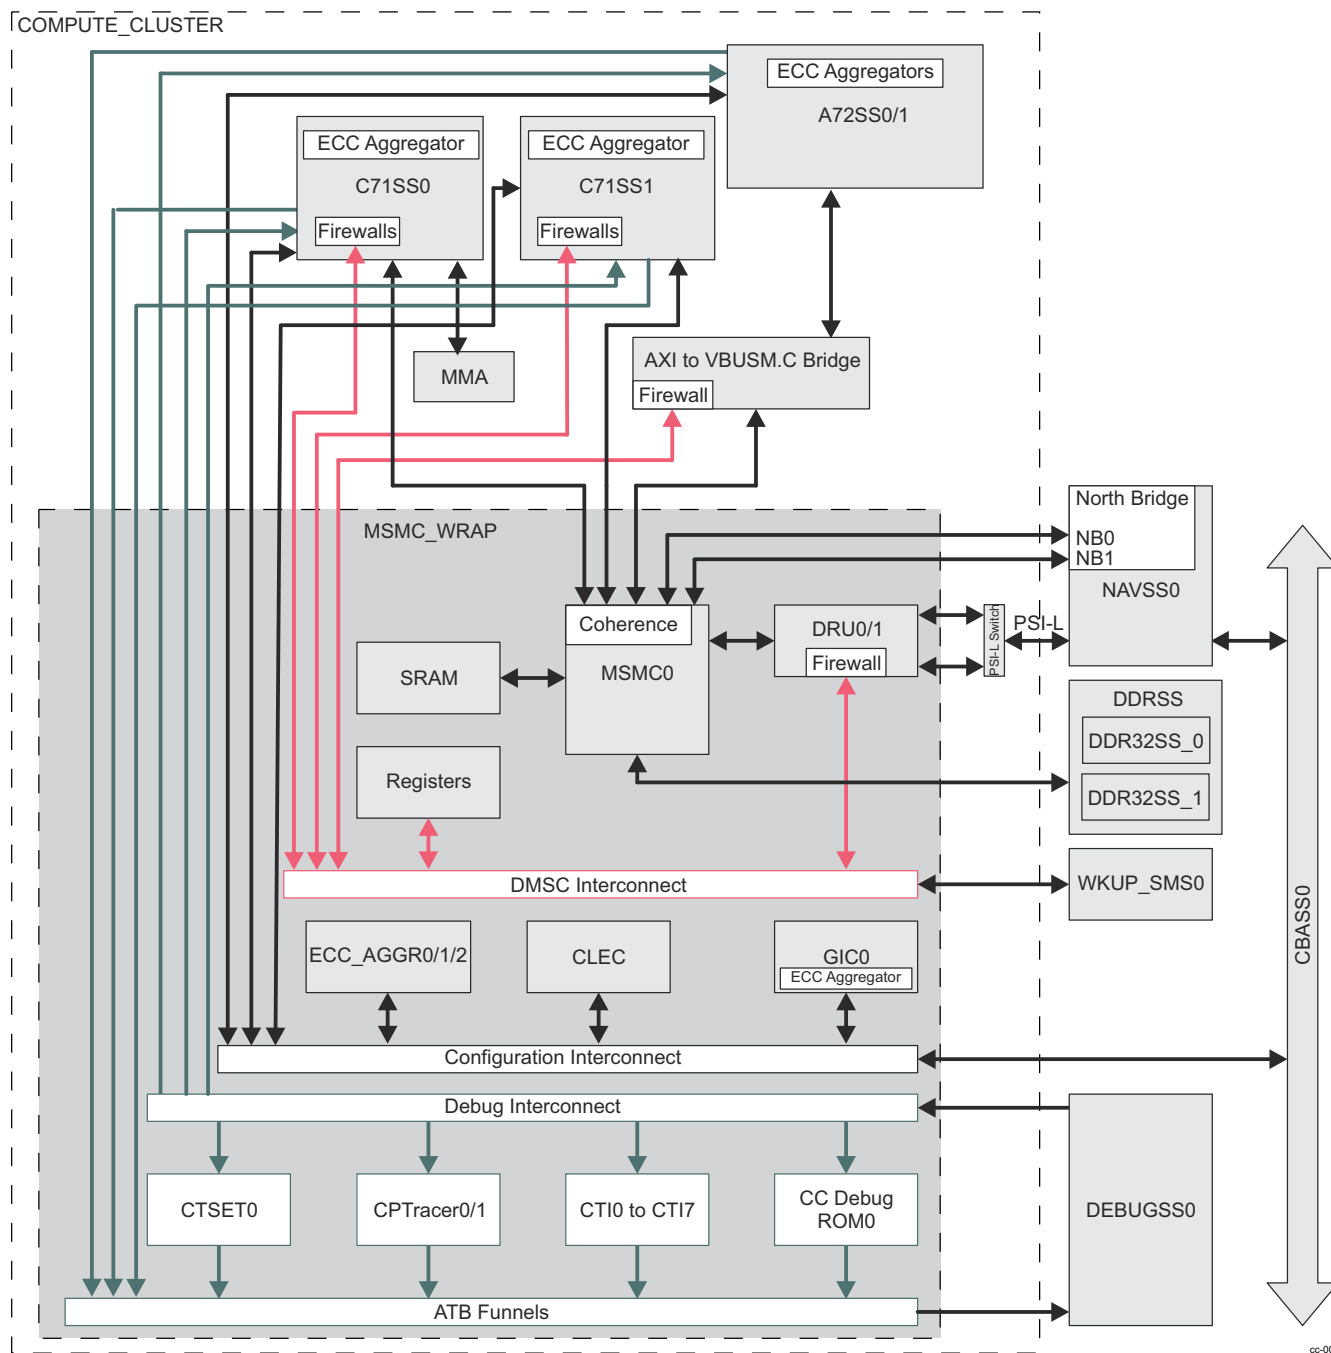 COMPUTE_CLUSTER
ECC Aggregators
A72SS0/1
ECC Aggregator
C71SS0
Firewalls
ECC Aggregator
C71SS1
Firewalls
MMA
AXI to VBUSM.C Bridge
Firewall
MSMC_WRAP
North Bridge
NB0
NB1
NAVSS0
Coherence
MSMC0
DRU0/1
Firewall
PSI-L Switch
PSI-L
SRAM
DDRSS
DDR32SS_0
DDR32SS_1
Registers
DMSC Interconnect
WKUP_SMS0
CBASS0
ECC_AGGR0/1/2
CLEC
GIC0
ECC Aggregator
Configuration Interconnect
Debug Interconnect
CTSET0
CPTracer0/1
CTI0 to CTI7
CC Debug
ROM0
DEBUGSS0
ATB Funnels